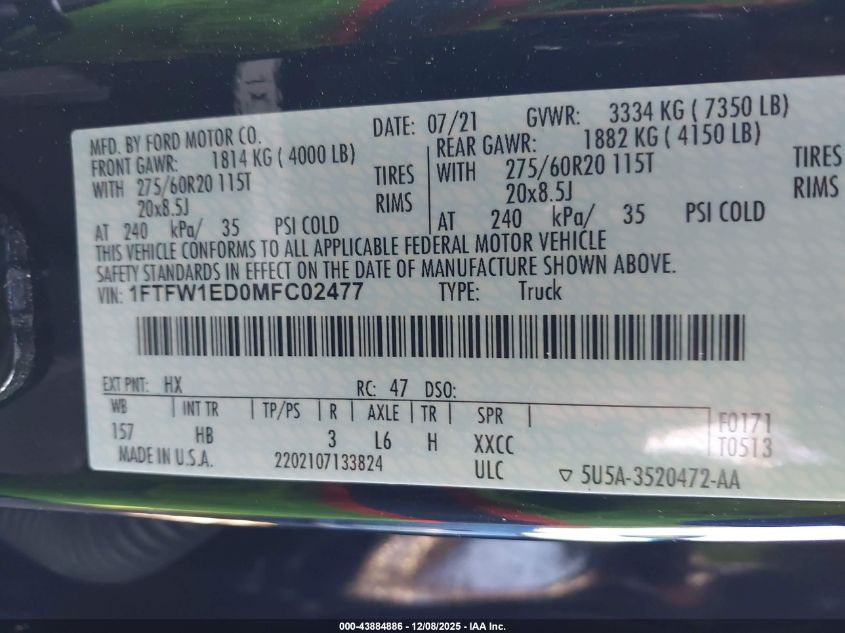 MFD. BY FORD MOTOR CO. DATE: 07/21 GVWR: 3334 KG ( 7350 LB)
FRONT GAWR: 1814 KG ( 4000 LB) REAR GAWR: 1882 KG ( 4150 LB)
WITH 275/60R20 115T TIRES WITH 275/60R20 115T TIRES
20x8.5J RIMS 20x8.5J RIMS
AT 240 kPa/ 35 PSI COLD AT 240 kPa/ 35 PSI COLD
THIS VEHICLE CONFORMS TO ALL APPLICABLE FEDERAL MOTOR VEHICLE
SAFETY STANDARDS IN EFFECT ON THE DATE OF MANUFACTURE SHOWN ABOVE.
VIN: 1FTFW1ED0MFC02477 TYPE: Truck
EXT PNT: HX RC: 47 DSO:
WB INT TR TP/PS R AXLE TR SPR F0171
157 HB 3 L6 H XXCC T0513
MADE IN U.S.A. 2202107133824 ULC ▽ 5U5A-3520472-AA
000-43884886 - 12/08/2025 - IAA Inc.